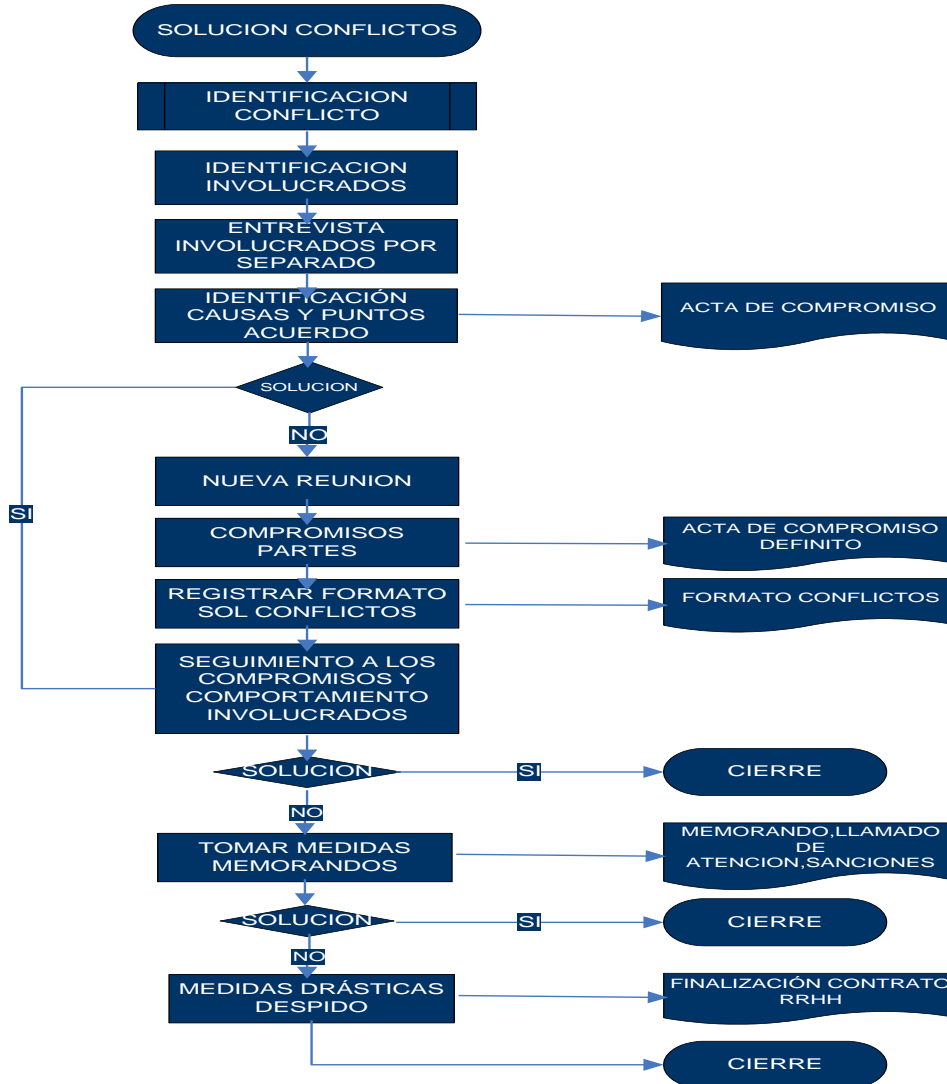 SOLUCION CONFLICTOS
IDENTIFICACION
CONFLICTO
IDENTIFICACION
INVOLUCRADOS
ENTREVISTA
INVOLUCRADOS POR
SEPARADO
IDENTIFICACIÓN
CAUSAS Y PUNTOS
ACUERDO
ACTA DE COMPROMISO
SOLUCION
NO
SI
NUEVA REUNION
COMPROMISOS
PARTES
ACTA DE COMPROMISO
DEFINITO
REGISTRAR FORMATO
SOL CONFLICTOS
FORMATO CONFLICTOS
SEGUIMIENTO A LOS
COMPROMISOS Y
COMPORTAMIENTO
INVOLUCRADOS
SOLUCION
SI
CIERRE
NO
TOMAR MEDIDAS
MEMORANDOS
MEMORANDO,LLAMADO
DE
ATENCION,SANCIONES
SOLUCION
SI
CIERRE
NO
MEDIDAS DRÁSTICAS
DESPIDO
FINALIZACIÓN CONTRATO
RRHH
CIERRE